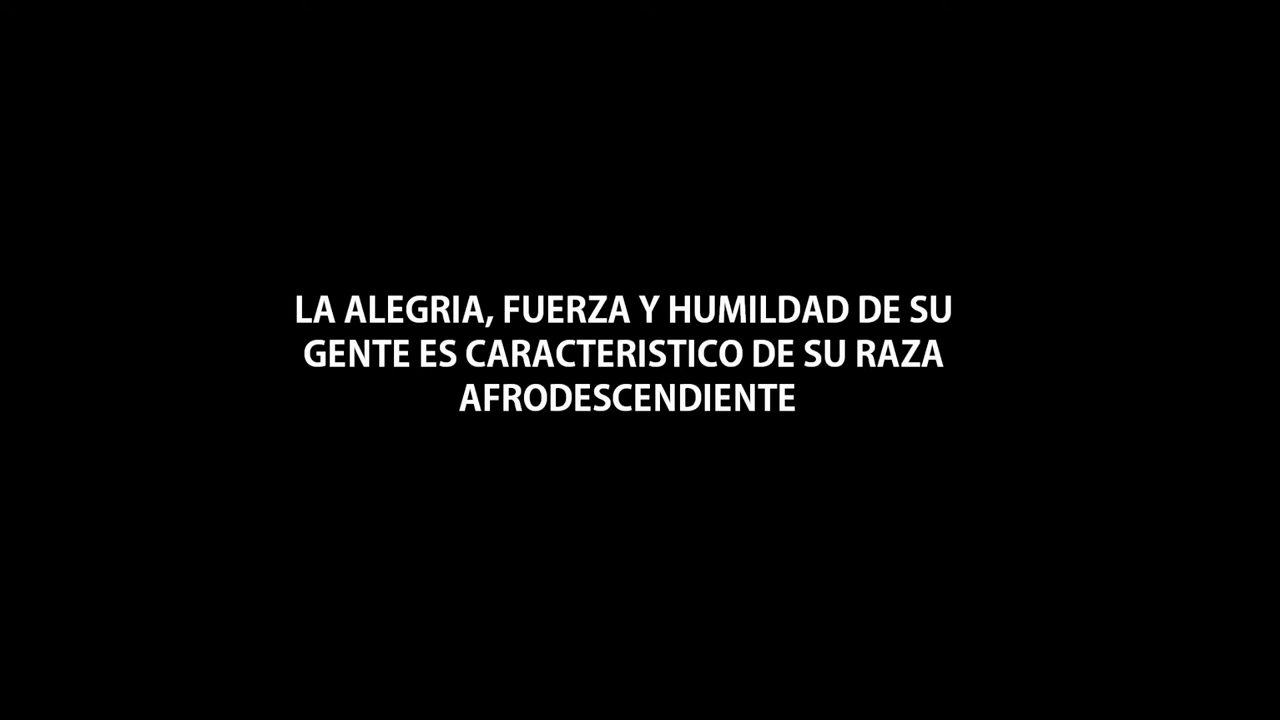 LA ALEGRIA, FUERZA Y HUMILDAD DE SU
GENTE ES CARACTERISTICO DE SU RAZA
AFRODESCENDIENTE